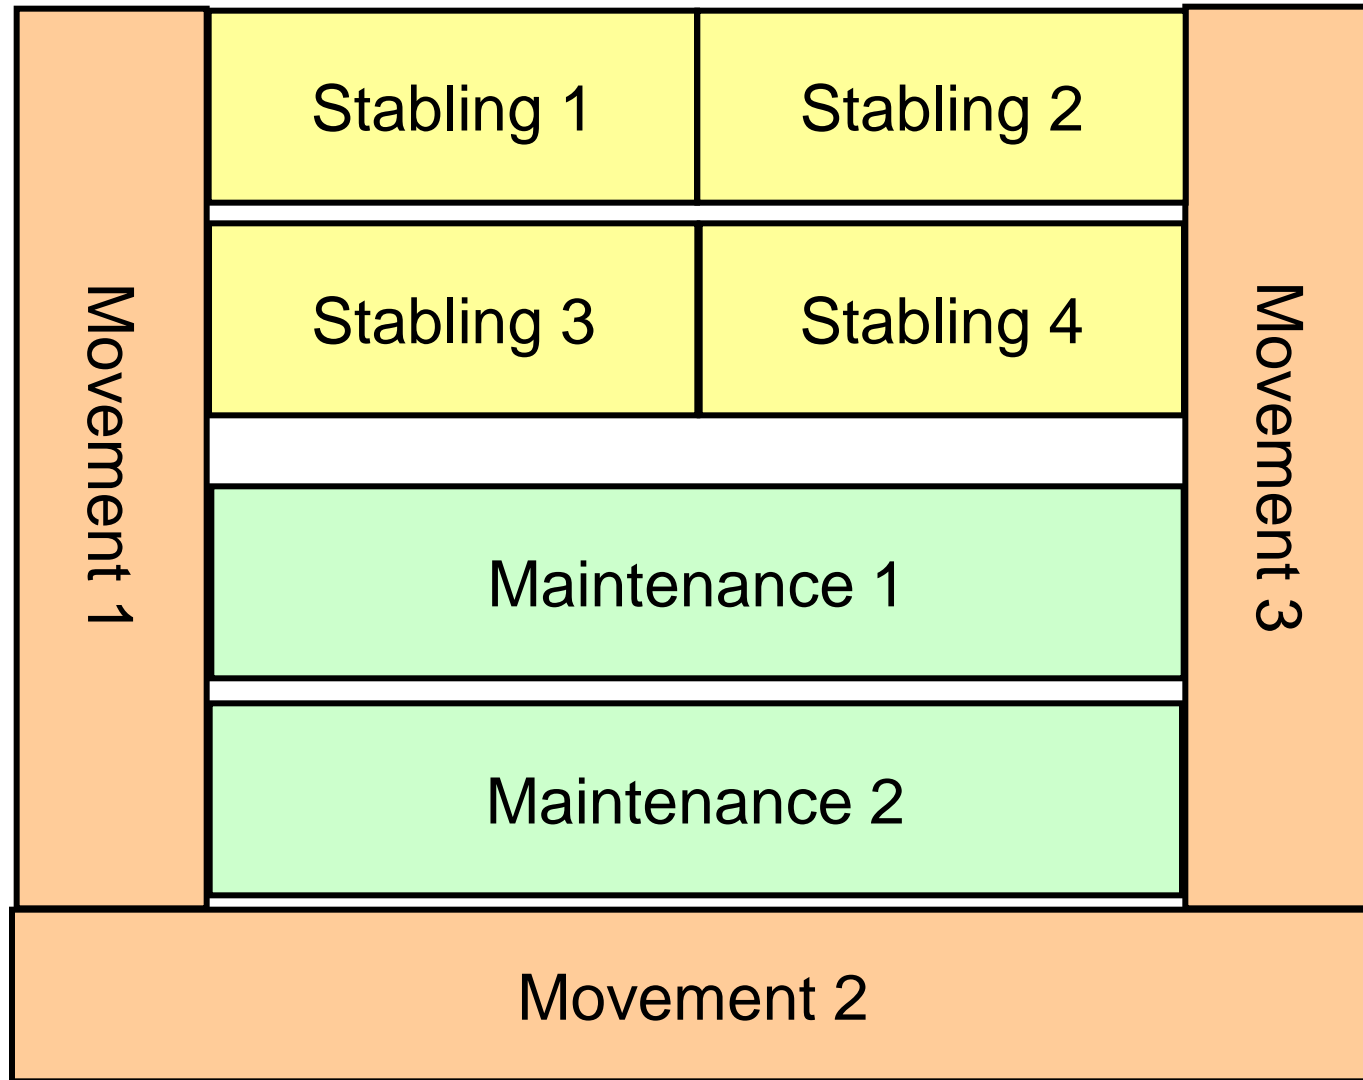 Stabling 1
Stabling 2
Stabling 3
Stabling 4
Movement 1
Movement 3
Maintenance 1
Maintenance 2
Movement 2